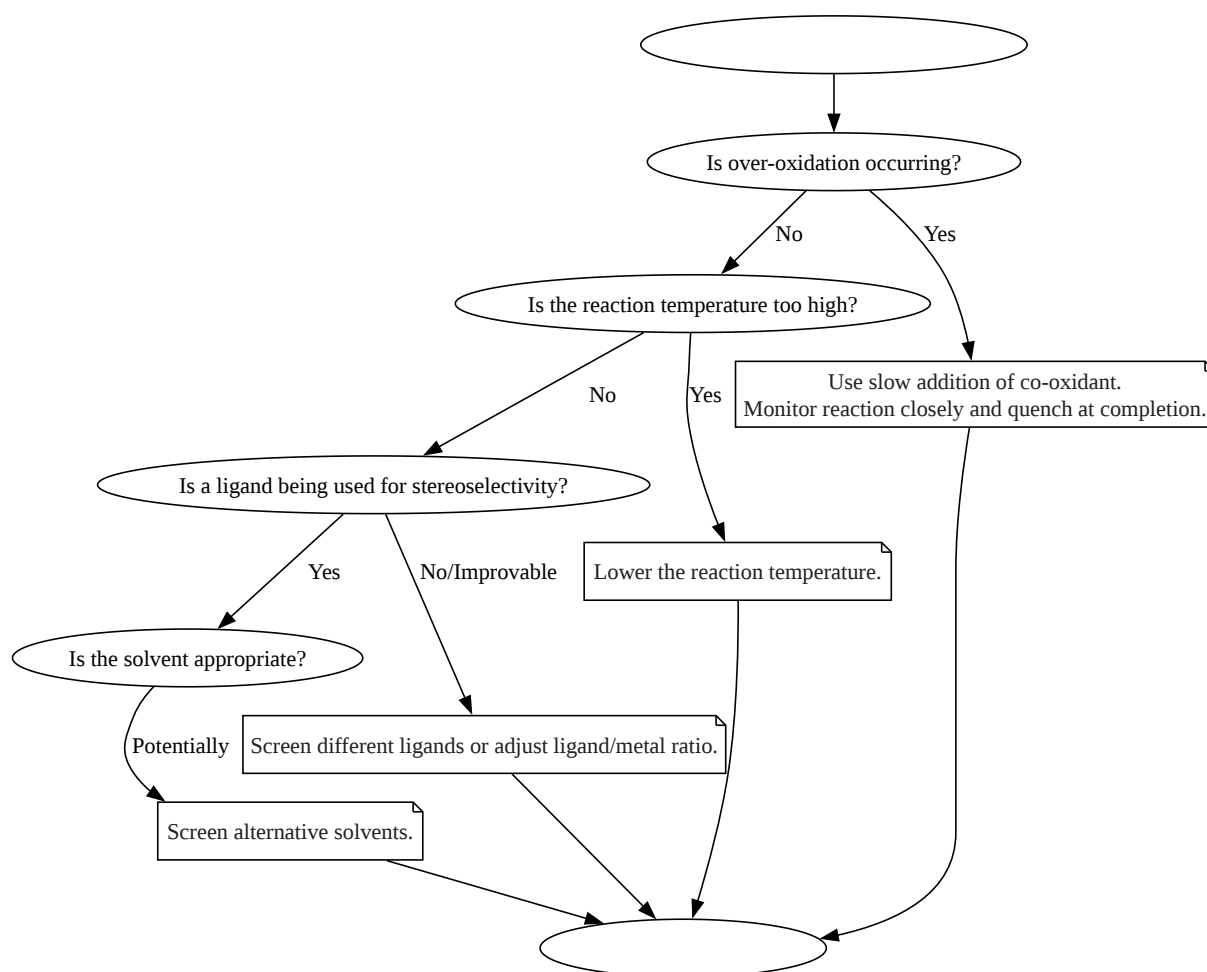 Is over-oxidation occurring?
No
Yes
Is the reaction temperature too high?
Use slow addition of co-oxidant.
Monitor reaction closely and quench at completion.
No
Yes
Is a ligand being used for stereoselectivity?
Yes
No/Improvable
Lower the reaction temperature.
Is the solvent appropriate?
Potentially
Screen different ligands or adjust ligand/metal ratio.
Screen alternative solvents.